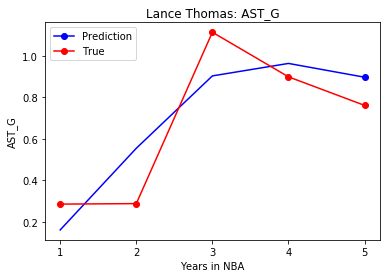 Lance Thomas: AST_G
Prediction
True
AST_G
1.0
0.8
0.6
0.4
0.2
1 2 3 4 5
Years in NBA